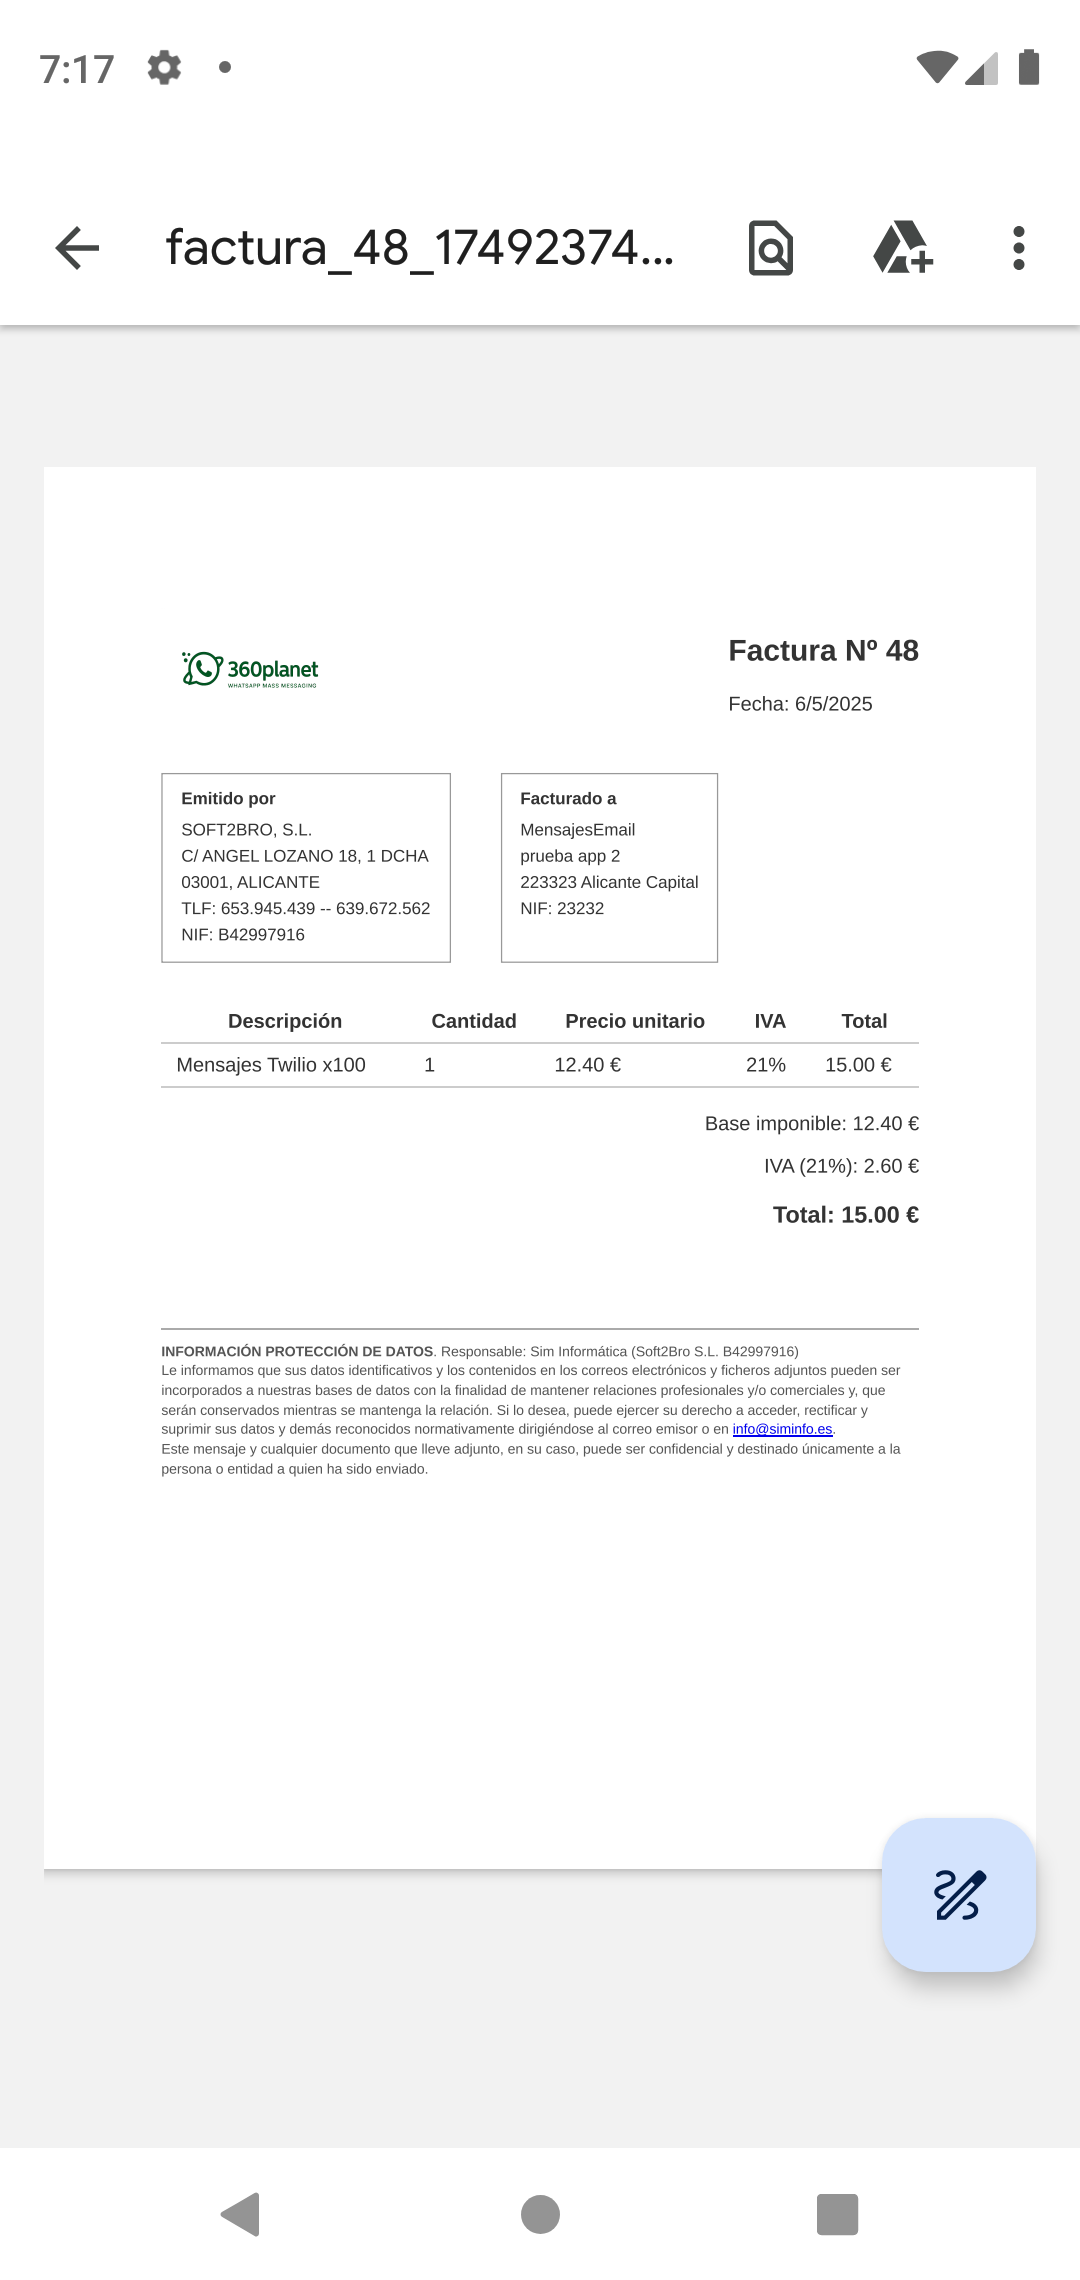 7:17
factura_48_17492374...
360planet
WHATSAPP MASS MESSAGING
Factura Nº 48
Fecha: 6/5/2025
Emitido por
SOFT2BRO, S.L.
C/ ANGEL LOZANO 18, 1 DCHA
03001, ALICANTE
TLF: 653.945.439 -- 639.672.562
NIF: B42997916
Facturado a
MensajesEmail
prueba app 2
223323 Alicante Capital
NIF: 23232
Descripción Cantidad Precio unitario IVA Total
Mensajes Twilio x100 1 12.40 € 21% 15.00 €
Base imponible: 12.40 €
IVA (21%): 2.60 €
Total: 15.00 €
INFORMACIÓN PROTECCIÓN DE DATOS. Responsable: Sim Informática (Soft2Bro S.L. B42997916)
Le informamos que sus datos identificativos y los contenidos en los correos electrónicos y ficheros adjuntos pueden ser
incorporados a nuestras bases de datos con la finalidad de mantener relaciones profesionales y/o comerciales y, que
serán conservados mientras se mantenga la relación. Si lo desea, puede ejercer su derecho a acceder, rectificar y
suprimir sus datos y demás reconocidos normativamente dirigiéndose al correo emisor o en info@siminfo.es.
Este mensaje y cualquier documento que lleve adjunto, en su caso, puede ser confidencial y destinado únicamente a la
persona o entidad a quien ha sido enviado.